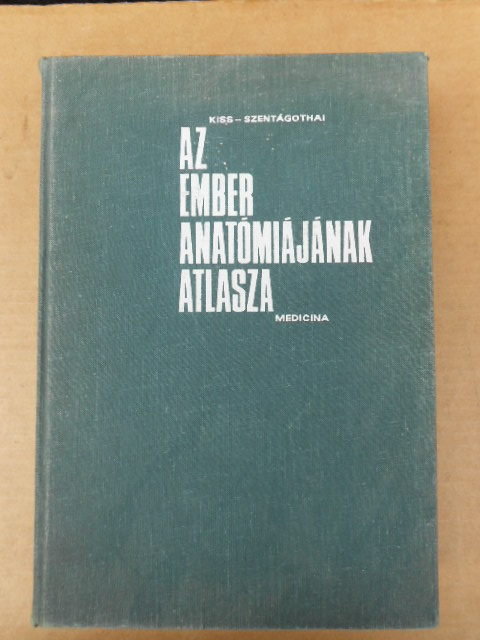 KISS – SZENTÁGOTHAI
AZ
EMBER
ANATÓMIÁJÁNAK
ATLASZA
MEDICINA